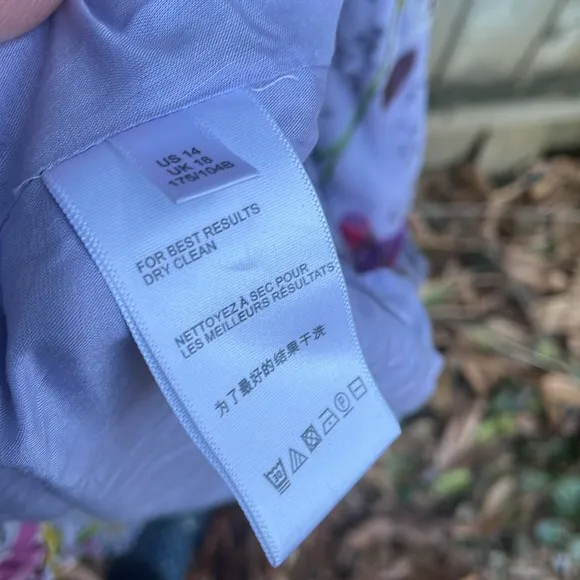 US 14
UK 18
175/104B
FOR BEST RESULTS
DRY CLEAN
NETTOYEZ À SEC POUR
LES MEILLEURS RÉSULTATS
为了最好的结果干洗
30
P